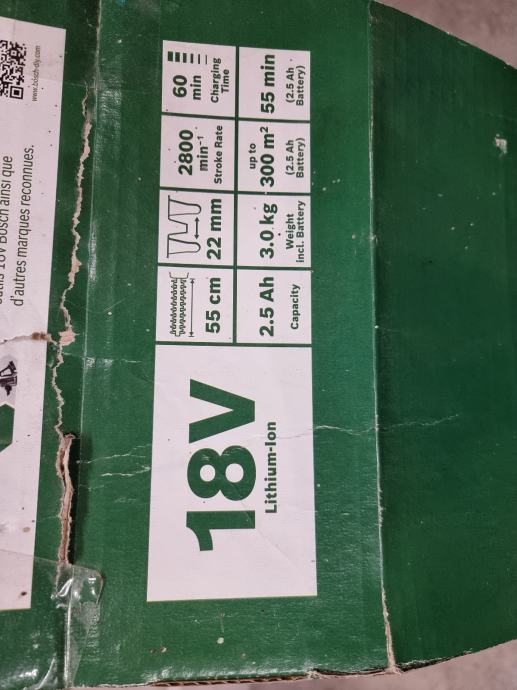 www.bosch-diy.com
18V Bosch ainsi que
d'autres marques reconnues.
18V
Lithium-Ion
55 cm
22 mm
2800
min⁻¹
Stroke Rate
60
min
Charging
Time
2.5 Ah
Capacity
3.0 kg
Weight
incl. Battery
up to
300 m²
(2.5 Ah
Battery)
55 min
(2.5 Ah
Battery)